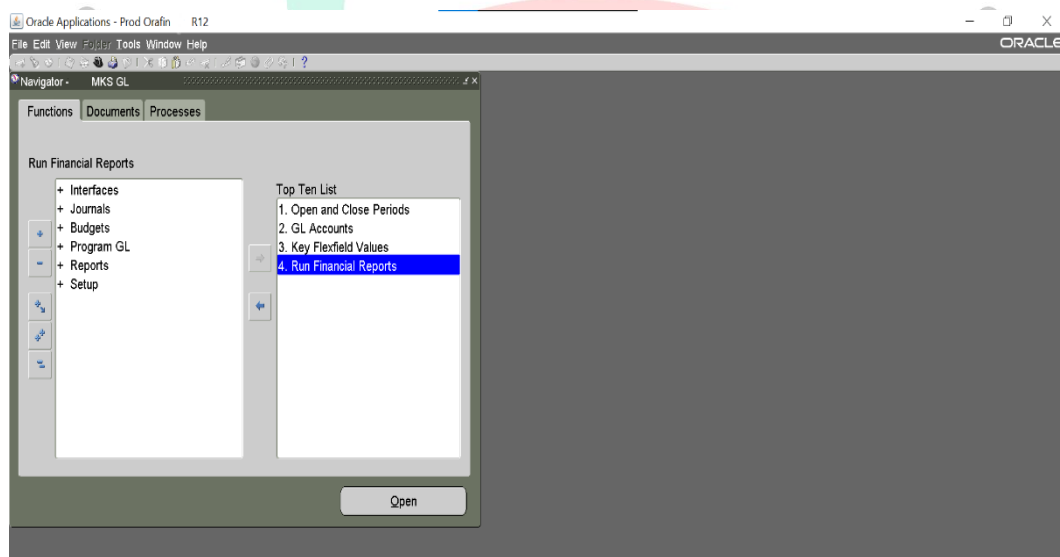 Oracle Applications - Prod Orafin R12
File Edit View Folder Tools Window Help
ORACLE
Navigator - MKS GL
Functions Documents Processes
Run Financial Reports
+ Interfaces
+ Journals
+ Budgets
+ Program GL
+ Reports
+ Setup
Top Ten List
1. Open and Close Periods
2. GL Accounts
3. Key Flexfield Values
4. Run Financial Reports
Open